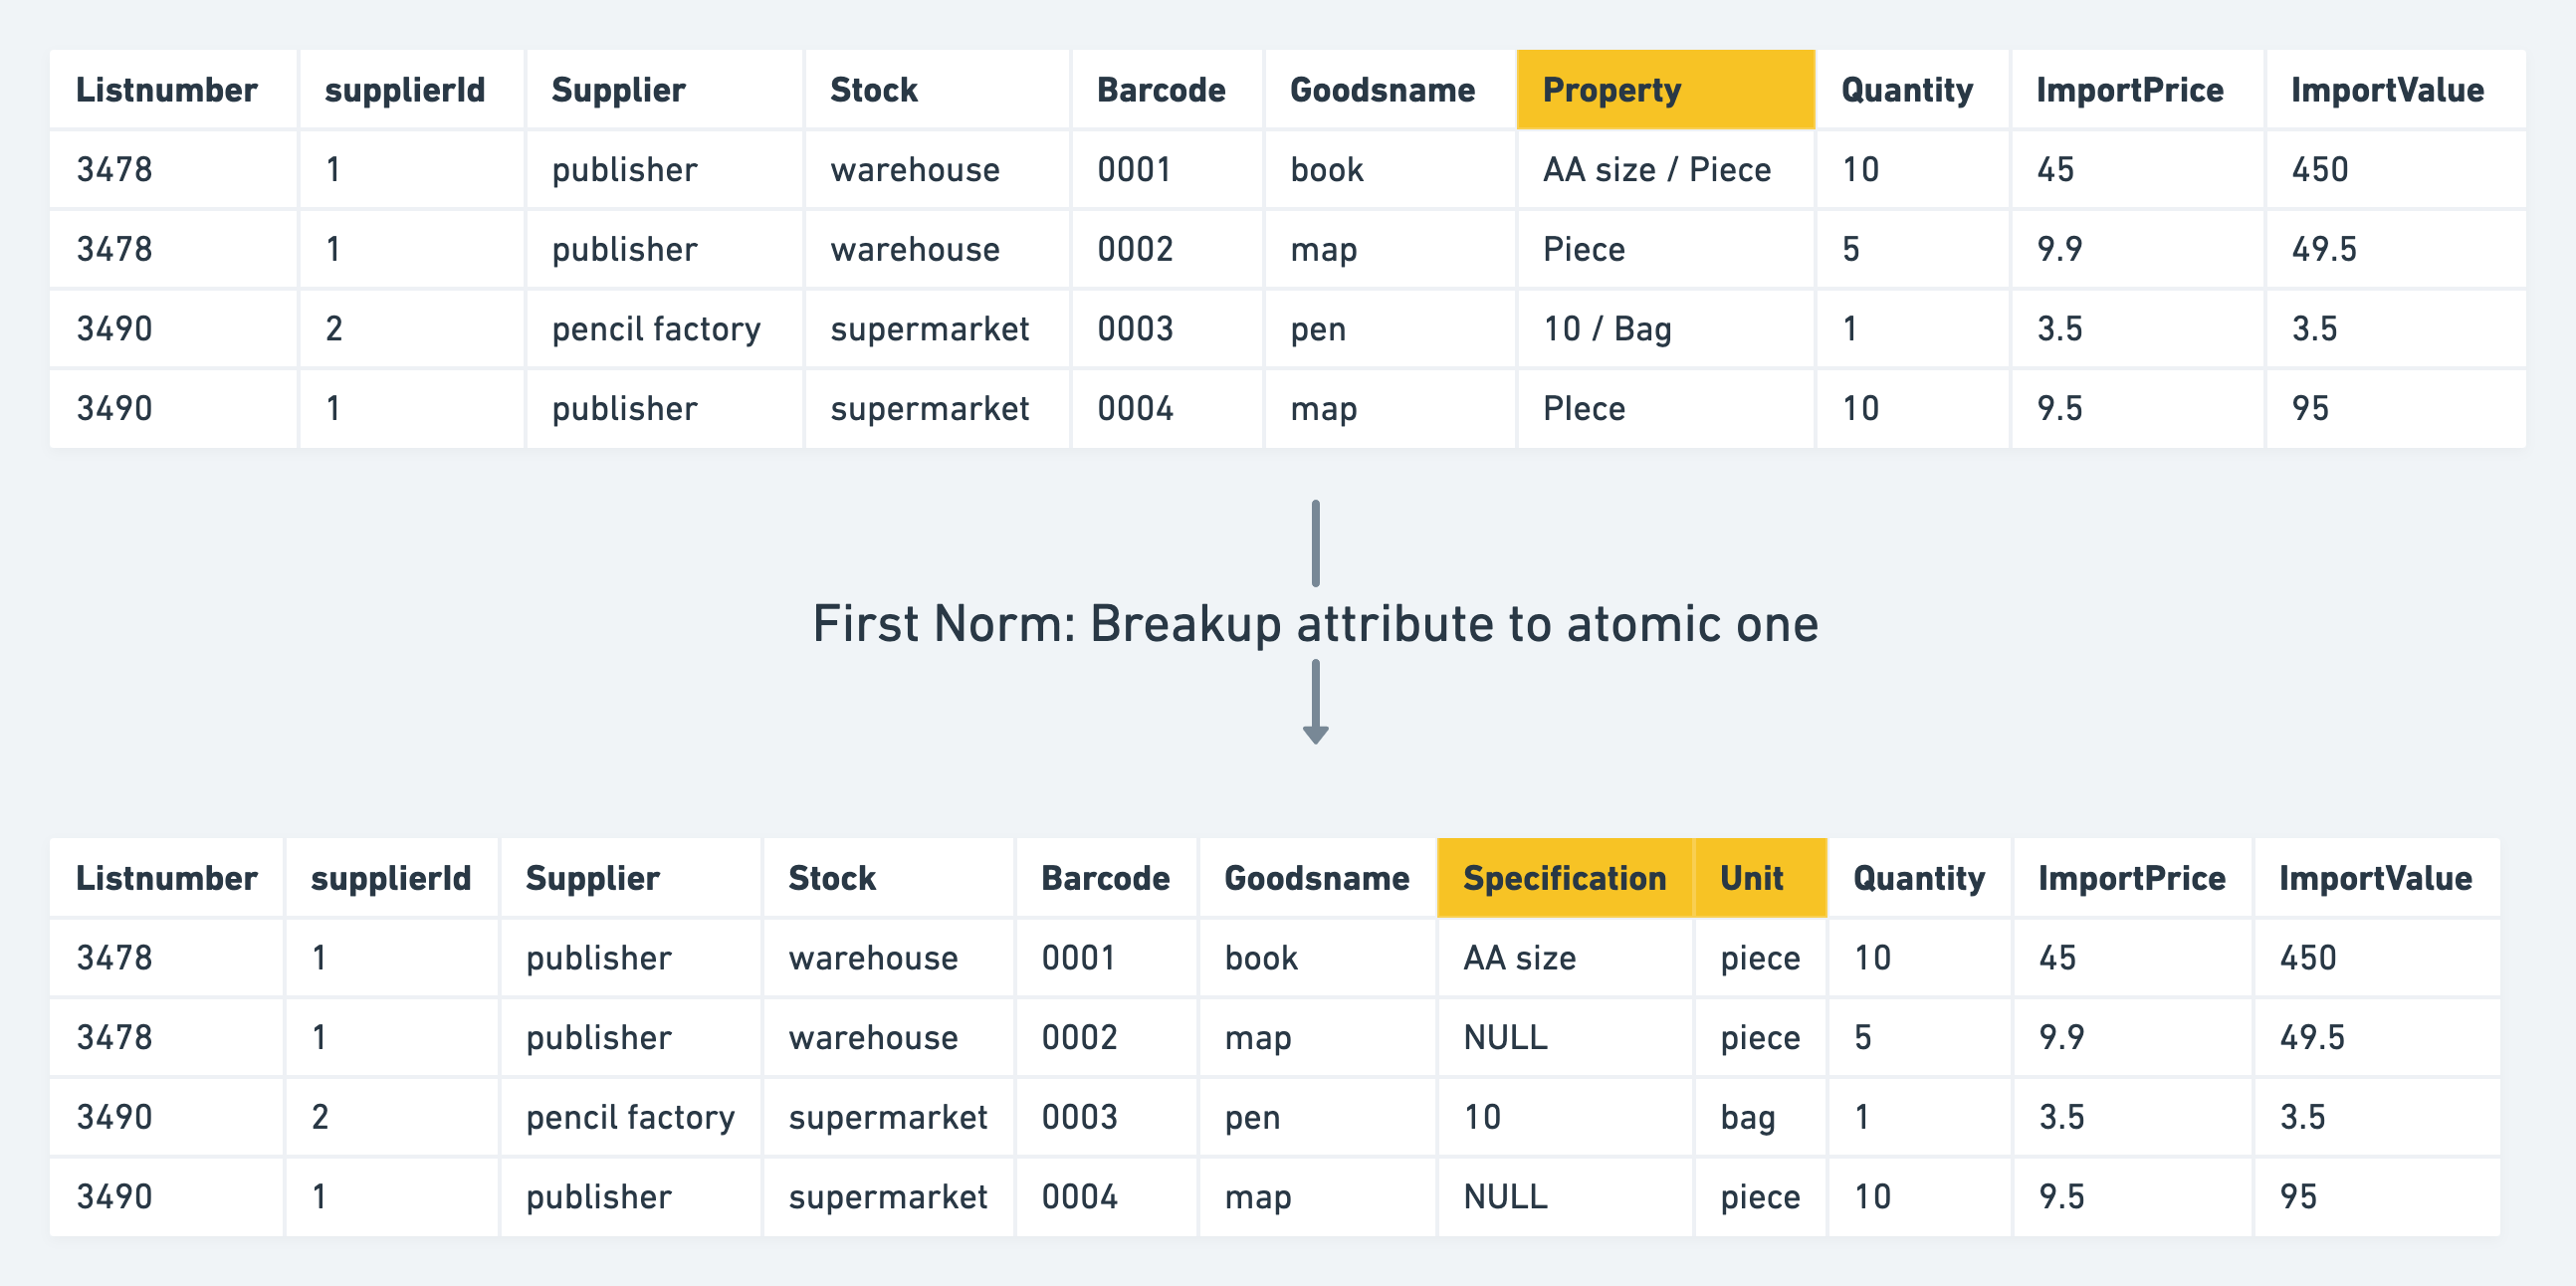 Listnumber supplierId Supplier Stock Barcode Goodsname Property Quantity ImportPrice ImportValue
3478 1 publisher warehouse 0001 book AA size / Piece 10 45 450
3478 1 publisher warehouse 0002 map Piece 5 9.9 49.5
3490 2 pencil factory supermarket 0003 pen 10 / Bag 1 3.5 3.5
3490 1 publisher supermarket 0004 map PIece 10 9.5 95
First Norm: Breakup attribute to atomic one
Listnumber supplierId Supplier Stock Barcode Goodsname Specification Unit Quantity ImportPrice ImportValue
3478 1 publisher warehouse 0001 book AA size piece 10 45 450
3478 1 publisher warehouse 0002 map NULL piece 5 9.9 49.5
3490 2 pencil factory supermarket 0003 pen 10 bag 1 3.5 3.5
3490 1 publisher supermarket 0004 map NULL piece 10 9.5 95